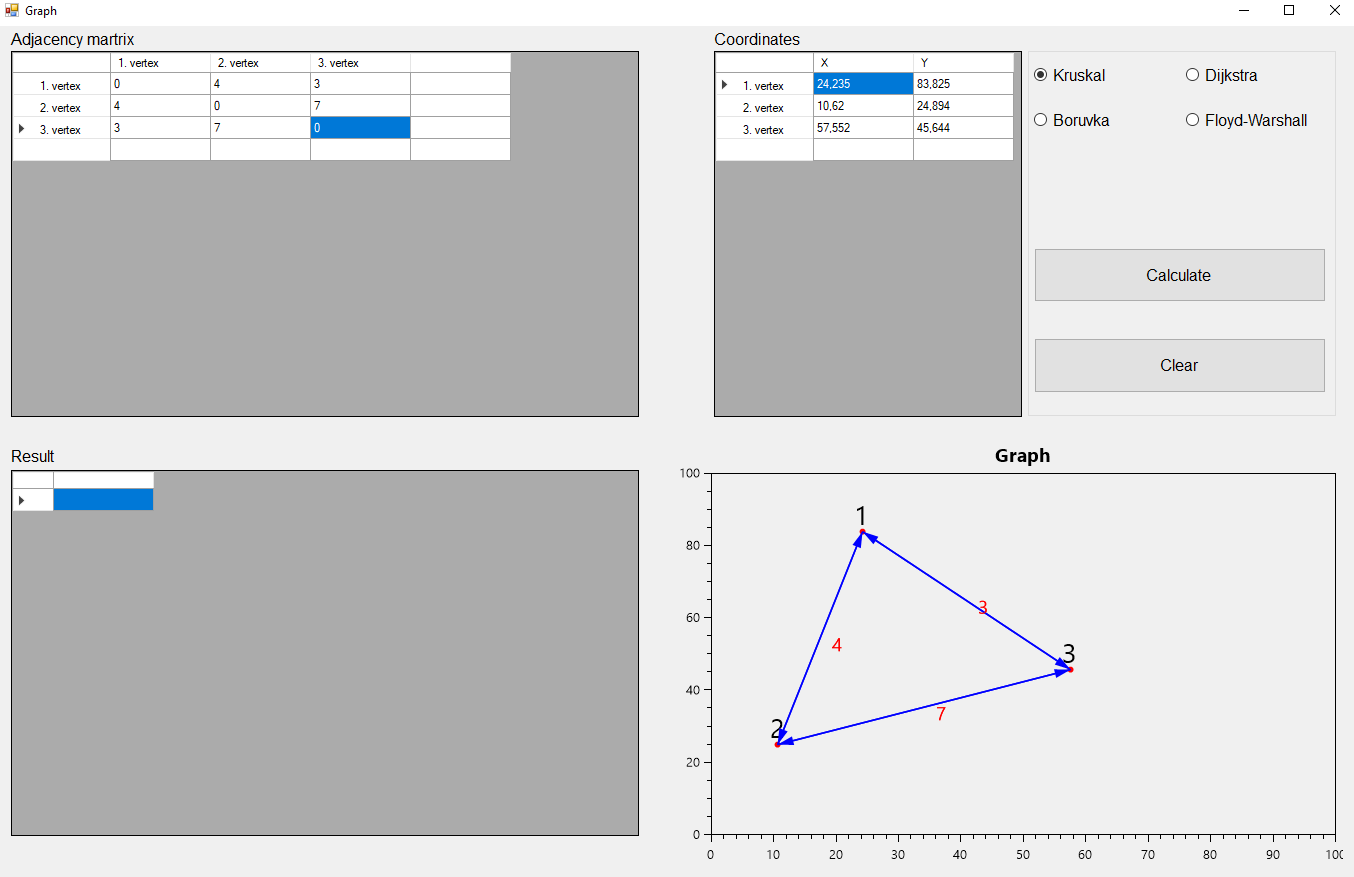 Graph
Adjacency martrix
1. vertex 2. vertex 3. vertex
1. vertex 0 4 3
2. vertex 4 0 7
3. vertex 3 7 0
Coordinates
X Y
1. vertex 24,235 83,825
2. vertex 10,62 24,894
3. vertex 57,552 45,644
Kruskal Dijkstra
Boruvka Floyd-Warshall
Calculate
Clear
Result
Graph
100
80
60
40
20
0
1
3
4
3
7
2
0 10 20 30 40 50 60 70 80 90 100